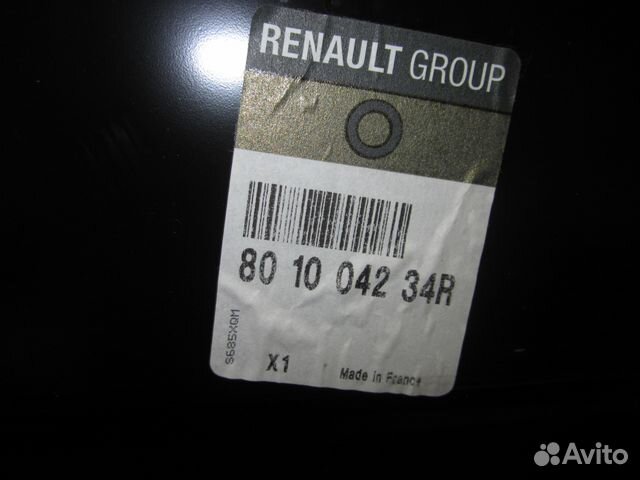 RENAULT GROUP
80 10 042 34R
S685XQM
X1
Made in France
Avito